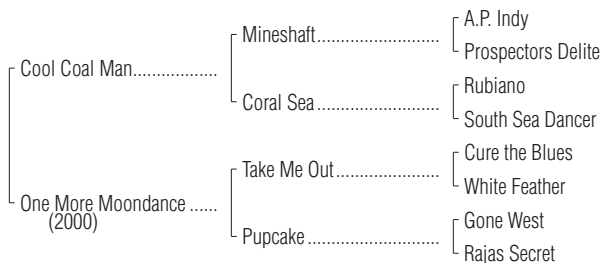 A.P. Indy
Mineshaft..........................
Prospectors Delite
Cool Coal Man..................
Rubiano
Coral Sea..........................
South Sea Dancer
Cure the Blues
Take Me Out......................
White Feather
One More Moondance ......
(2000)
Gone West
Pupcake ............................
Rajas Secret